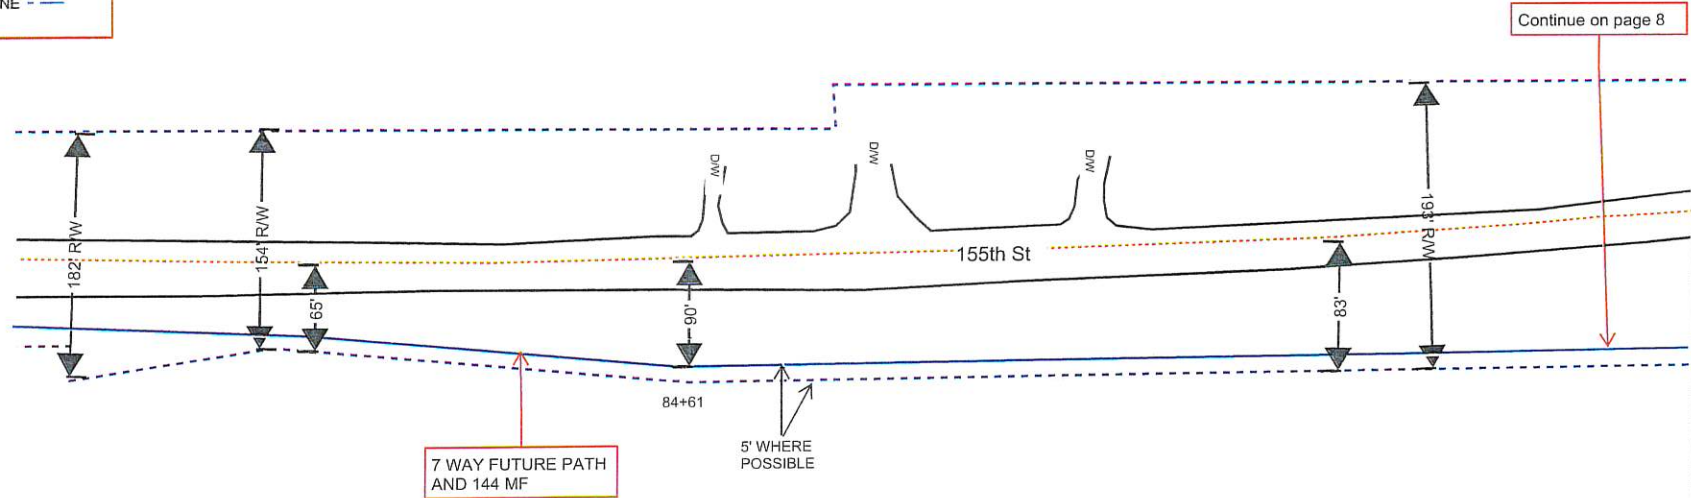 NE
Continue on page 8
D/W
D/W
D/W
182' R/W
154' R/W
193' R/W
155th St
65'
90'
83'
84+61
5' WHERE
POSSIBLE
7 WAY FUTURE PATH
AND 144 MF